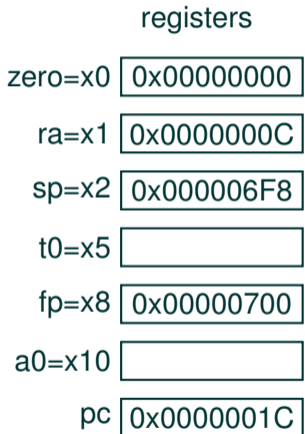 registers
zero=x0 0x00000000
ra=x1 0x0000000C
sp=x2 0x000006F8
t0=x5
fp=x8 0x00000700
a0=x10
pc 0x0000001C